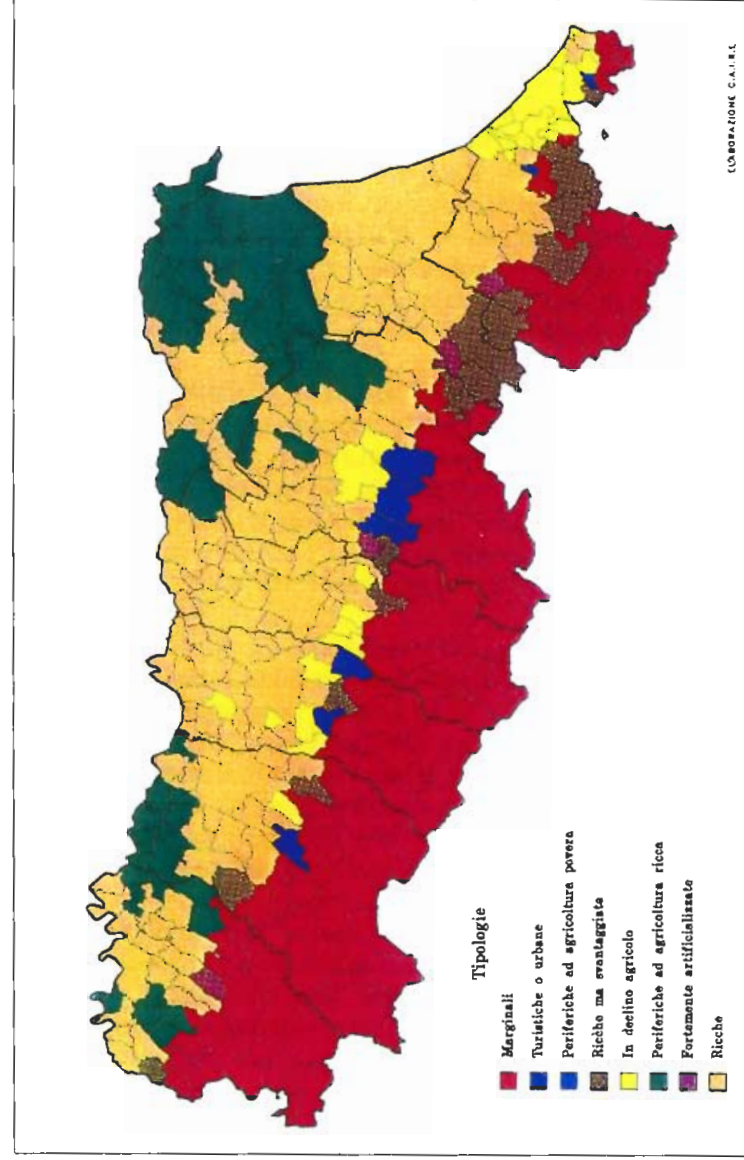 Tipologie
Marginali
Turistiche o urbane
Periferiche ad agricoltura povera
Ricche ma svantaggiate
In declino agricolo
Periferiche ad agricoltura ricca
Fortemente artificializzate
Ricche
ELABORAZIONE C.A.I.R.E